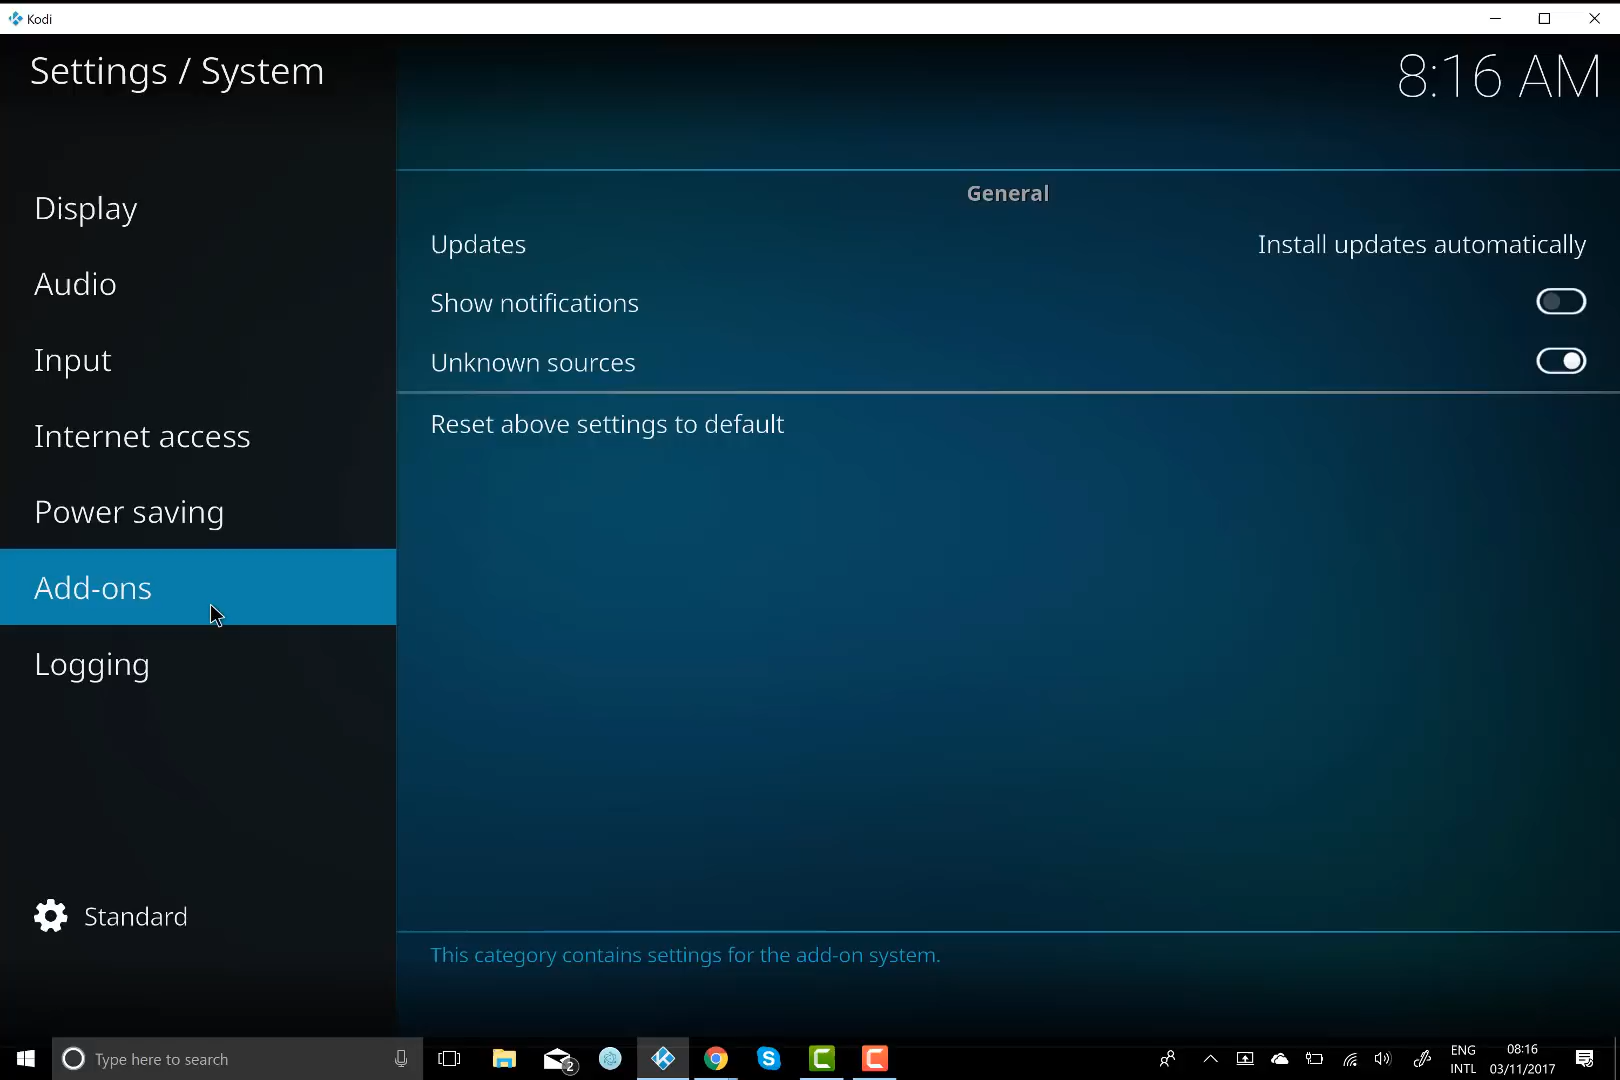 Kodi
Settings / System
8:16 AM
Display
Audio
Input
Internet access
Power saving
Add-ons
Logging
Standard
General
Updates
Install updates automatically
Show notifications
Unknown sources
Reset above settings to default
This category contains settings for the add-on system.
Type here to search
2
ENG
INTL
08:16
03/11/2017